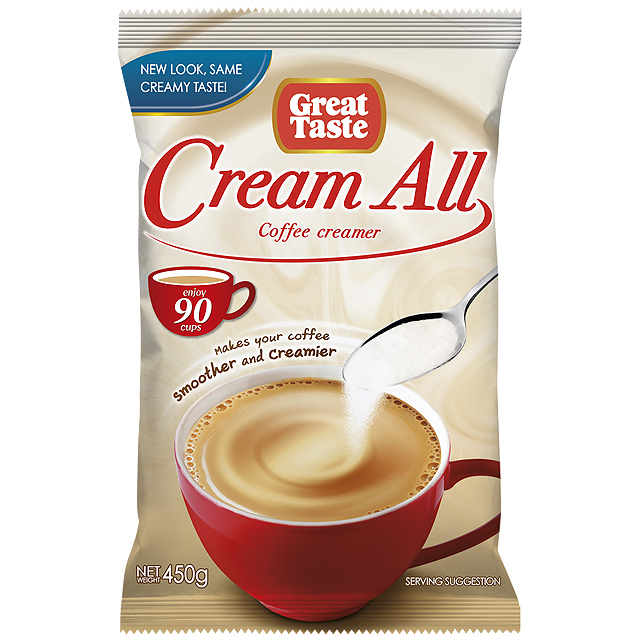 NEW LOOK, SAME
CREAMY TASTE!
Great
Taste
Cream All
Coffee creamer
enjoy
90
cups
Makes your coffee
smoother and creamier
NET
WEIGHT 450g
SERVING SUGGESTION